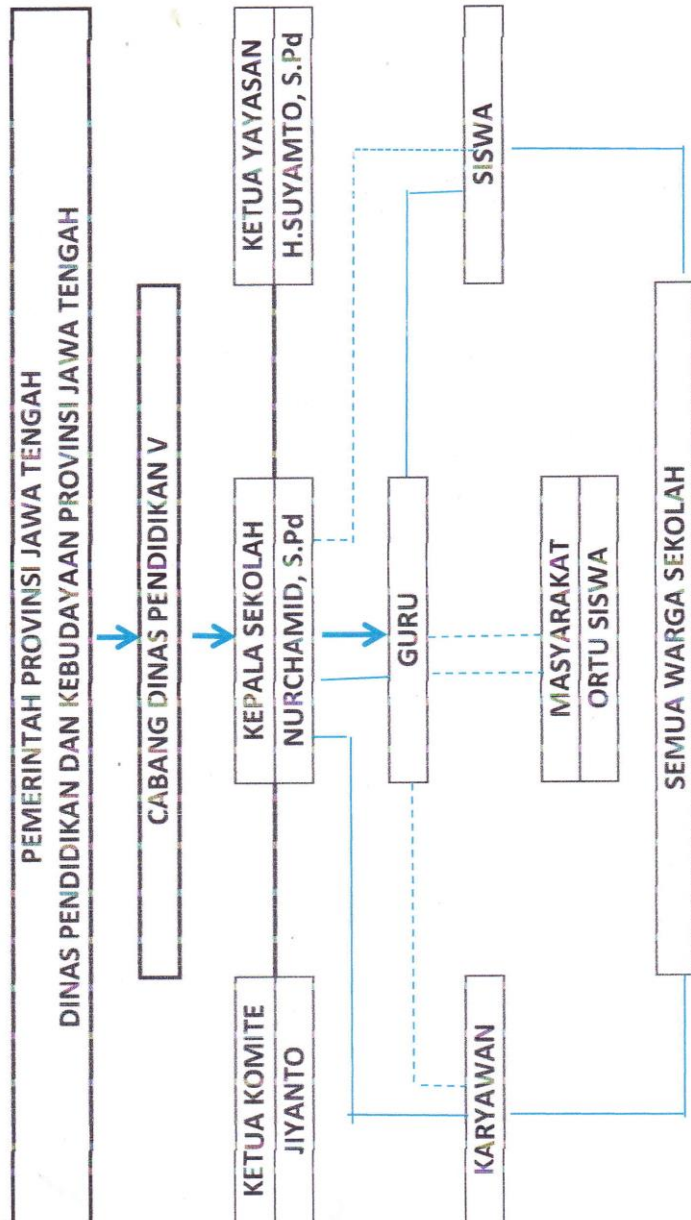 PEMERINTAH PROVINSI JAWA TENGAH
DINAS PENDIDIKAN DAN KEBUDAYAAN PROVINSI JAWA TENGAH
CABANG DINAS PENDIDIKAN V
KETUA KOMITE
JIYANTO
KEPALA SEKOLAH
NURCHAMID, S.Pd
KETUA YAYASAN
H.SUYAMTO, S.Pd
GURU
KARYAWAN
SISWA
MASYARAKAT
ORTU SISWA
SEMUA WARGA SEKOLAH